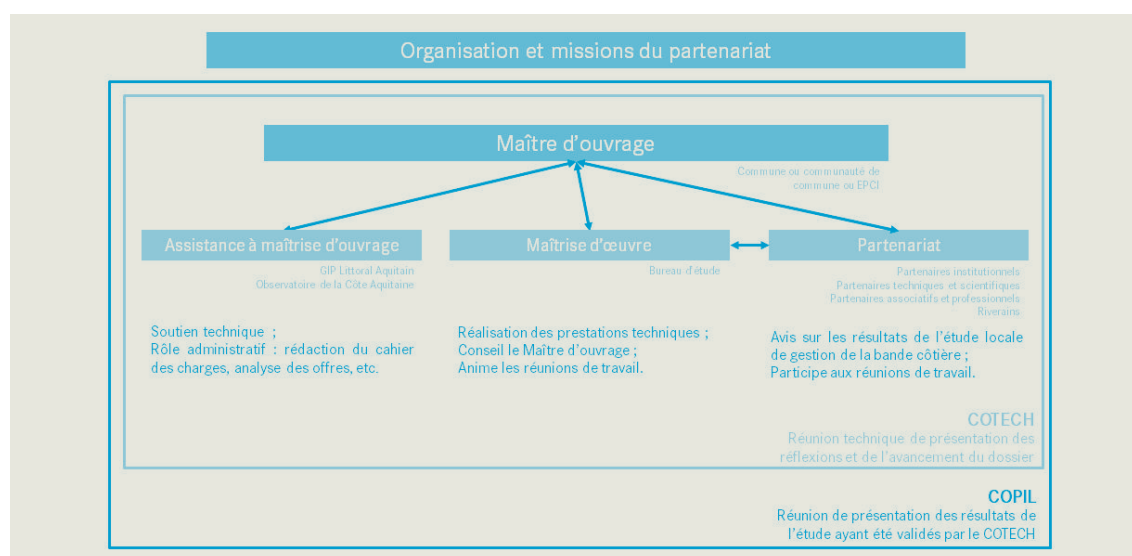 Organisation et missions du partenariat
Maître d'ouvrage
Commune ou communauté de
commune ou EPCI
Assistance à maîtrise d'ouvrage
GIP Littoral Aquitain
Observatoire de la Côte Aquitaine
Soutien technique ;
Rôle administratif : rédaction du cahier
des charges, analyse des offres, etc.
Maîtrise d'œuvre
Bureau d'étude
Réalisation des prestations techniques ;
Conseil le Maître d'ouvrage ;
Anime les réunions de travail.
Partenariat
Partenaires institutionnels
Partenaires techniques et scientifiques
Partenaires associatifs et professionnels
Riverains
Avis sur les résultats de l'étude locale
de gestion de la bande côtière ;
Participe aux réunions de travail.
COTECH
Réunion technique de présentation des
réflexions et de l'avancement du dossier
COPIL
Réunion de présentation des résultats de
l'étude ayant été validés par le COTECH